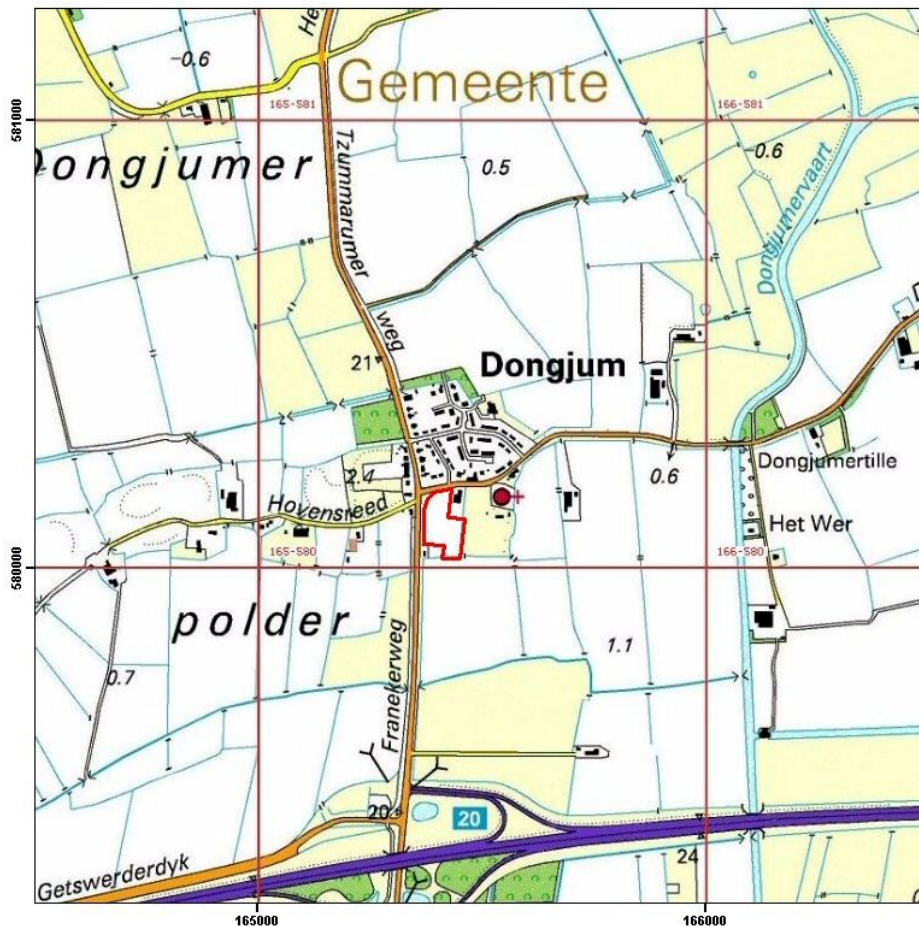 He
-0.6
Gemeente
165-581
166-581
581000
Dongjumer
Tzummarumer
weg
0.5
-0.6
Dongjumervaart
21
Dongjum
2.4
0.6
Dongjumertille
Hovensreed
Het Wer
165-580
166-580
580000
polder
0.7
Franekerweg
1.1
20
20
24
Getswerderdyk
165000
166000